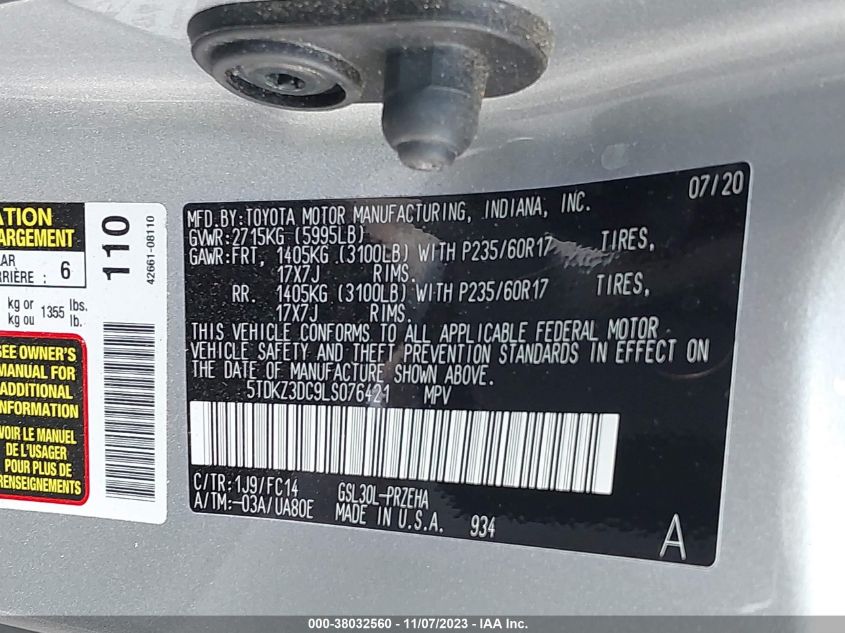 ATION
ARGEMENT
AR
RRIÈRE: 6
kg or 1355 lbs.
kg ou lb.
110
42661-08110
SEE OWNER'S
MANUAL FOR
ADDITIONAL
INFORMATION
VOIR LE MANUEL
DE L'USAGER
POUR PLUS DE
RENSEIGNEMENTS
07/20
MFD. BY: TOYOTA MOTOR MANUFACTURING, INDIANA, INC.
GVWR: 2715KG (5995LB)
GAWR: FRT, 1405KG (3100LB) WITH P235/60R17 TIRES,
17X7J RIMS.
RR. 1405KG (3100LB) WITH P235/60R17 TIRES,
17X7J RIMS.
THIS VEHICLE CONFORMS TO ALL APPLICABLE FEDERAL MOTOR
VEHICLE SAFETY AND THEFT PREVENTION STANDARDS IN EFFECT ON
THE DATE OF MANUFACTURE SHOWN ABOVE.
5TDKZ3DC9LS076421 MPV
C/TR: 1J9/FC14 GSL30L-PRZEHA
A/TM: -03A/UA80E MADE IN U.S.A. 934
A
000-38032560 - 11/07/2023 - IAA Inc.